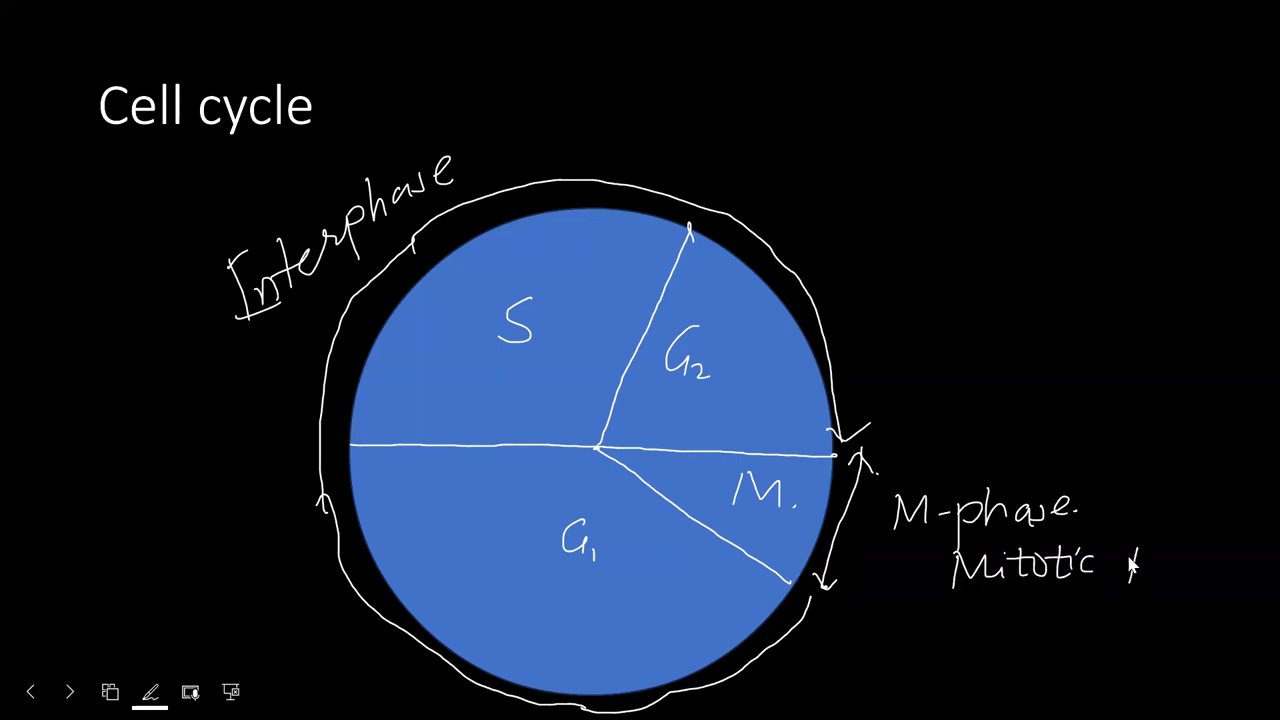 Cell cycle
Interphase
S
G2
M.
G1
M-phase.
Mitotic